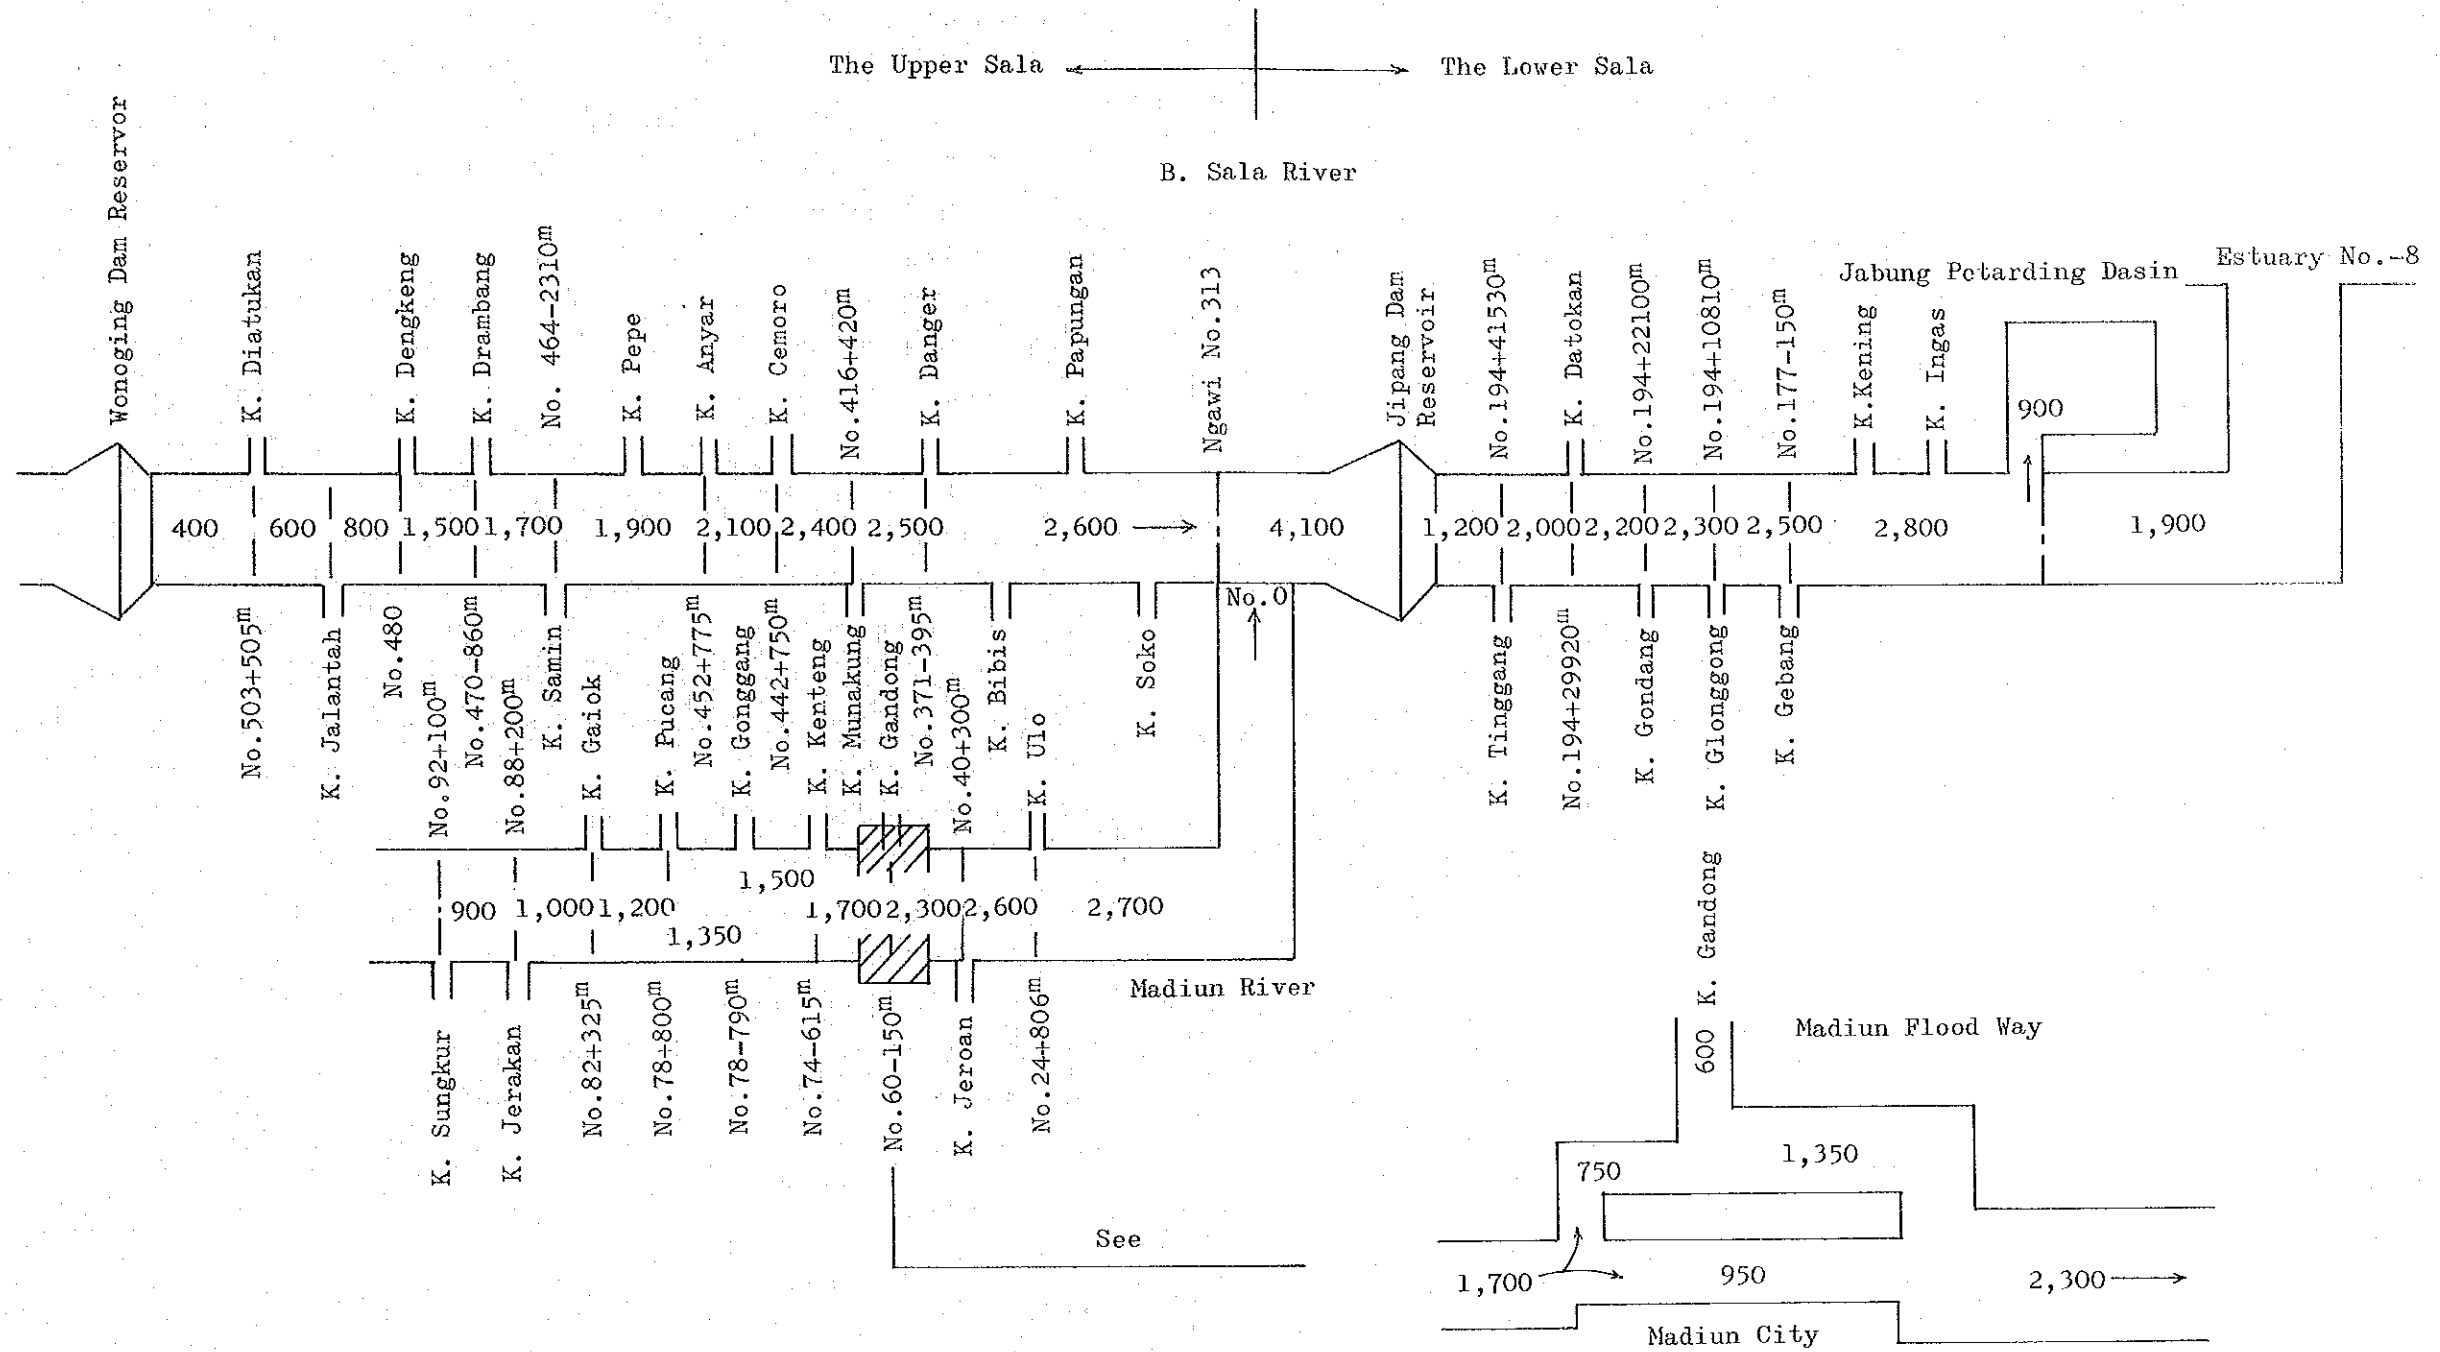 The Upper Sala
The Lower Sala
B. Sala River
Wonoging Dam Reservor
K. Diatukan
K. Dengkeng
K. Drambang
No. 464-2310m
K. Pepe
K. Anyar
K. Cemoro
No.416+420m
K. Danger
K. Papungan
Ngawi No.313
Jipang Dam
Reservoir
No.194+41530m
K. Datokan
No.194+22100m
No.194+10810m
No.177-150m
K.Kening
K. Ingas
Jabung Petarding Dasin
Estuary No.-8
900
400
600
800
1,500
1,700
1,900
2,100
2,400
2,500
2,600
4,100
1,200
2,000
2,200
2,300
2,500
2,800
1,900
No.0
No.503+505m
K. Jalantah
No.480
No.92+100m
No.470-860m
No.88+200m
K. Samin
K. Gaiok
K. Pucang
No.452+775m
K. Gonggang
No.442+750m
K. Kenteng
K. Munakung
K. Gandong
No.371-395m
No.40+300m
K. Bibis
K. Ulo
K. Soko
K. Tinggang
No.194+29920m
K. Gondang
K. Glonggong
K. Gebang
900
1,000
1,200
1,350
1,500
1,700
2,300
2,600
2,700
Madiun River
K. Sungkur
K. Jerakan
No.82+325m
No.78+800m
No.78-790m
No.74-615m
No.60-150m
K. Jeroan
No.24+806m
See
600 K. Gandong
Madiun Flood Way
750
1,350
1,700
950
2,300
Madiun City